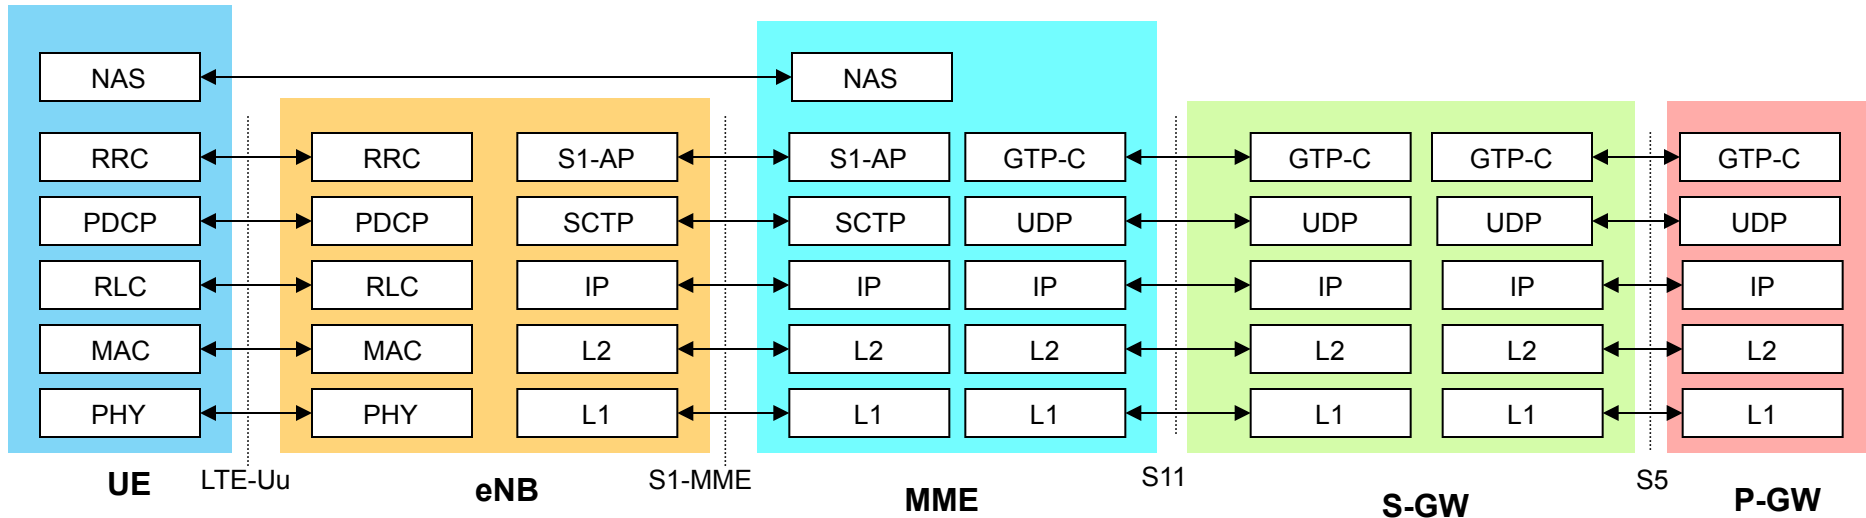 NAS NAS
RRC RRC S1-AP S1-AP GTP-C GTP-C GTP-C GTP-C
PDCP PDCP SCTP SCTP UDP UDP UDP UDP
RLC RLC IP IP IP IP IP IP
MAC MAC L2 L2 L2 L2 L2 L2
PHY PHY L1 L1 L1 L1 L1 L1
UE LTE-Uu eNB S1-MME MME S11 S-GW S5 P-GW